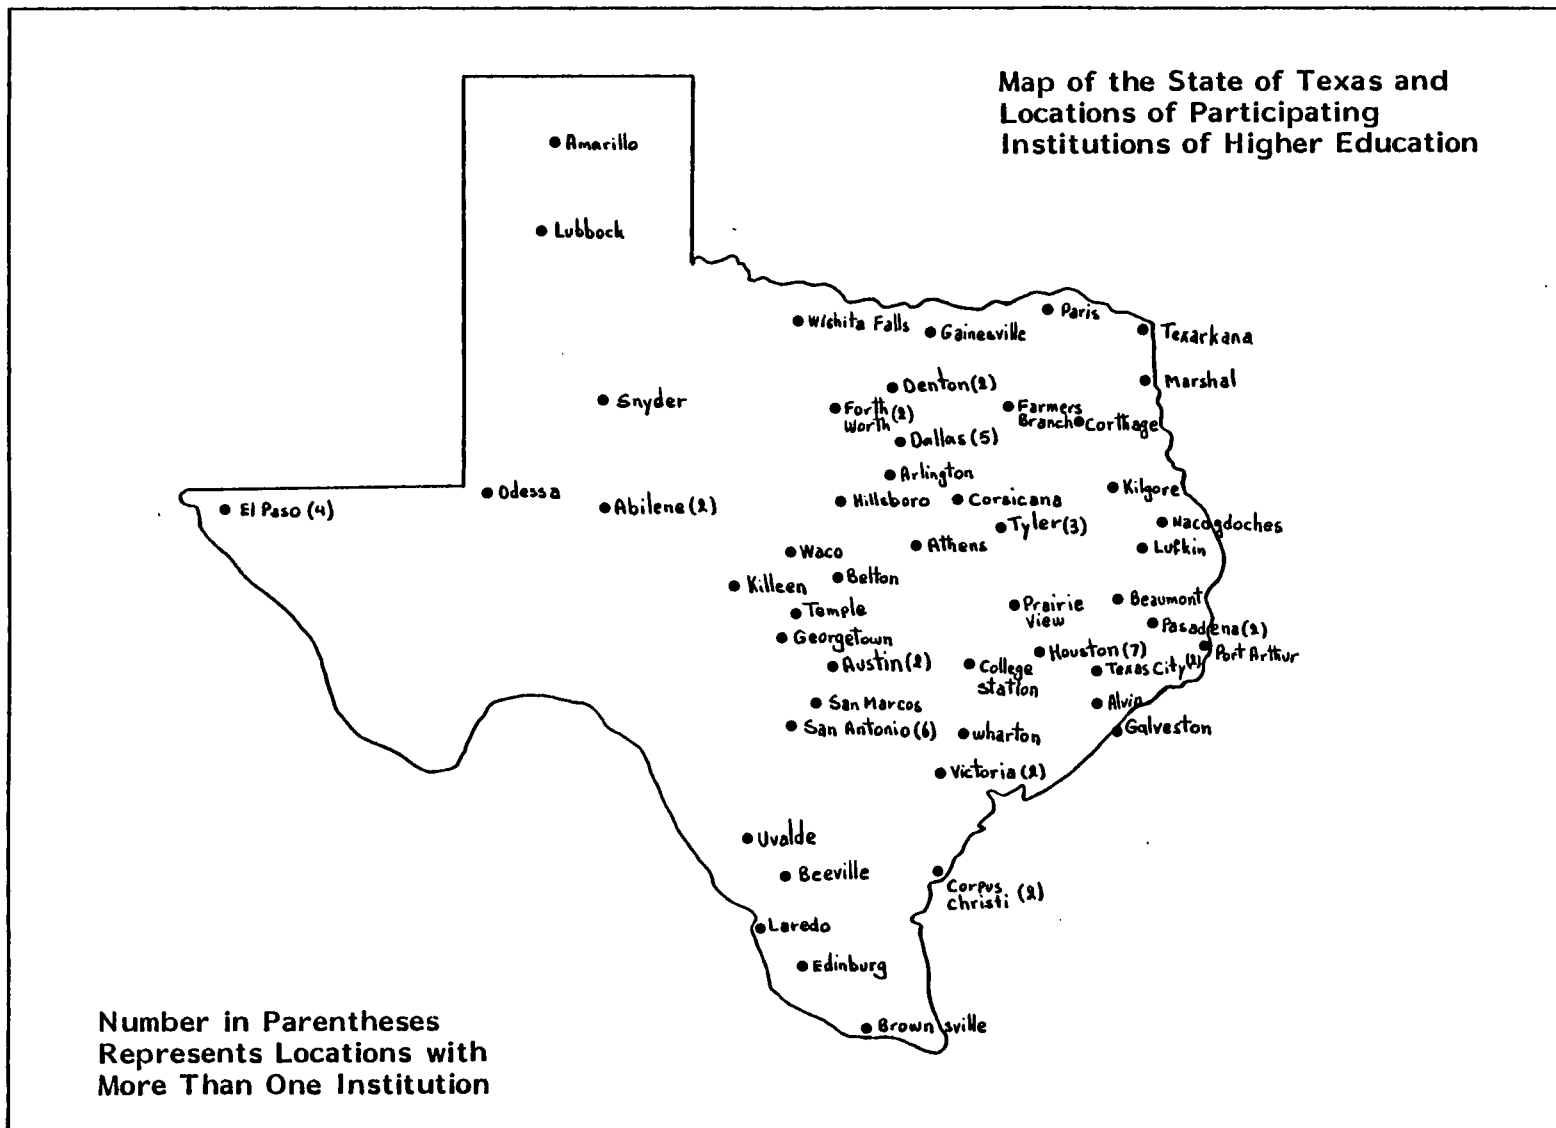 Map of the State of Texas and
Locations of Participating
Institutions of Higher Education
Amarillo
Lubbock
Paris
Wichita Falls
Gainesville
Texarkana
Marshal
Denton (2)
Snyder
Forth
Worth (2)
Farmers
Branch
Corthage
Dallas (5)
Arlington
Kilgore
Odessa
Hillsboro
Corsicana
El Paso (4)
Abilene (2)
Nacogdoches
Tyler (3)
Athens
Lufkin
Waco
Belton
Killeen
Beaumont
Prairie
View
Temple
Pasadena (2)
Georgetown
Houston (7)
Port Arthur
Austin (2)
College
Station
Texas City (2)
San Marcos
Alvin
San Antonio (6)
Wharton
Galveston
Victoria (2)
Uvalde
Beeville
Corpus
Christi (2)
Laredo
Edinburg
Brownsville
Number in Parentheses
Represents Locations with
More Than One Institution